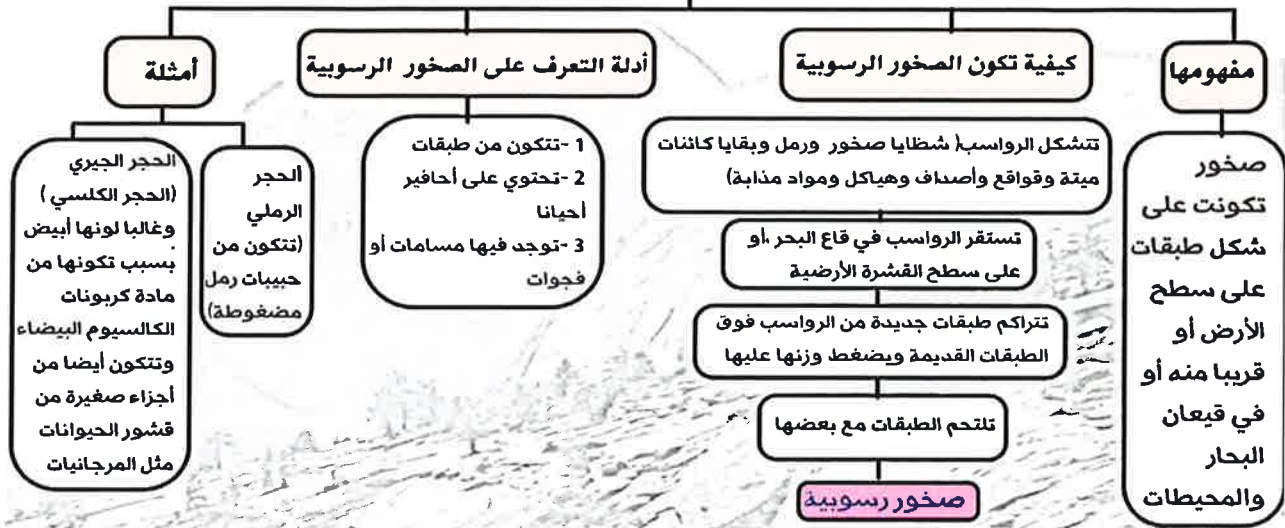 مفهومها
صخور
تكونت على
شكل طبقات
على سطح
الأرض أو
قريبا منه أو
في قيعان
البحار
والمحيطات
كيفية تكون الصخور الرسوبية
تتشكل الرواسب( شظايا صخور ورمل وبقايا كائنات
ميتة وقواقع وأصداف وهياكل ومواد مذابة)
تستقر الرواسب في قاع البحر ،أو
على سطح القشرة الأرضية
تتراكم طبقات جديدة من الرواسب فوق
الطبقات القديمة ويضغط وزنها عليها
تلتحم الطبقات مع بعضها
صخور رسوبية
أدلة التعرف على الصخور الرسوبية
1 -تتكون من طبقات
2 -تحتوي على أحافير
أحيانا
3 -توجد فيها مسامات أو
فجوات
أمثلة
الحجر
الرملي
(تتكون من
حبيبات رمل
مضغوطة)
الحجر الجيري
(الحجر الكلسي )
وغالبا لونها أبيض
بسبب تكونها من
مادة كربونات
الكالسيوم البيضاء
وتتكون أيضا من
أجزاء صغيرة من
قشور الحيوانات
مثل المرجانيات